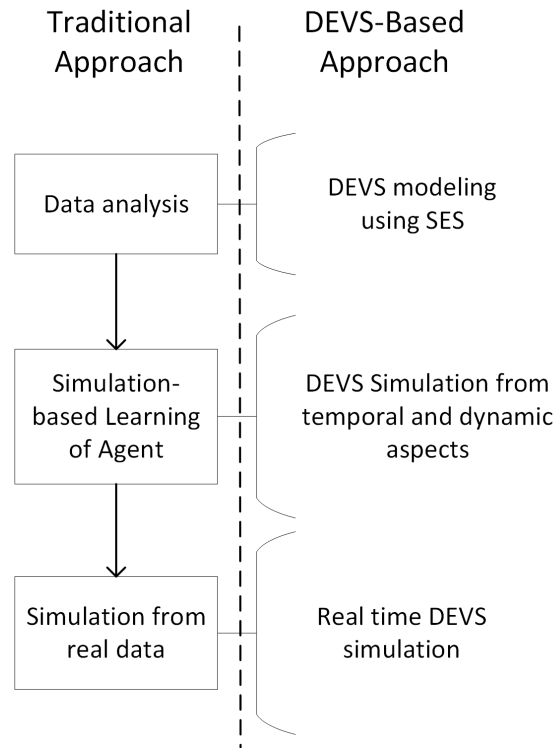 Traditional
Approach
DEVS-Based
Approach
Data analysis
DEVS modeling
using SES
Simulation-
based Learning
of Agent
DEVS Simulation from
temporal and dynamic
aspects
Simulation from
real data
Real time DEVS
simulation